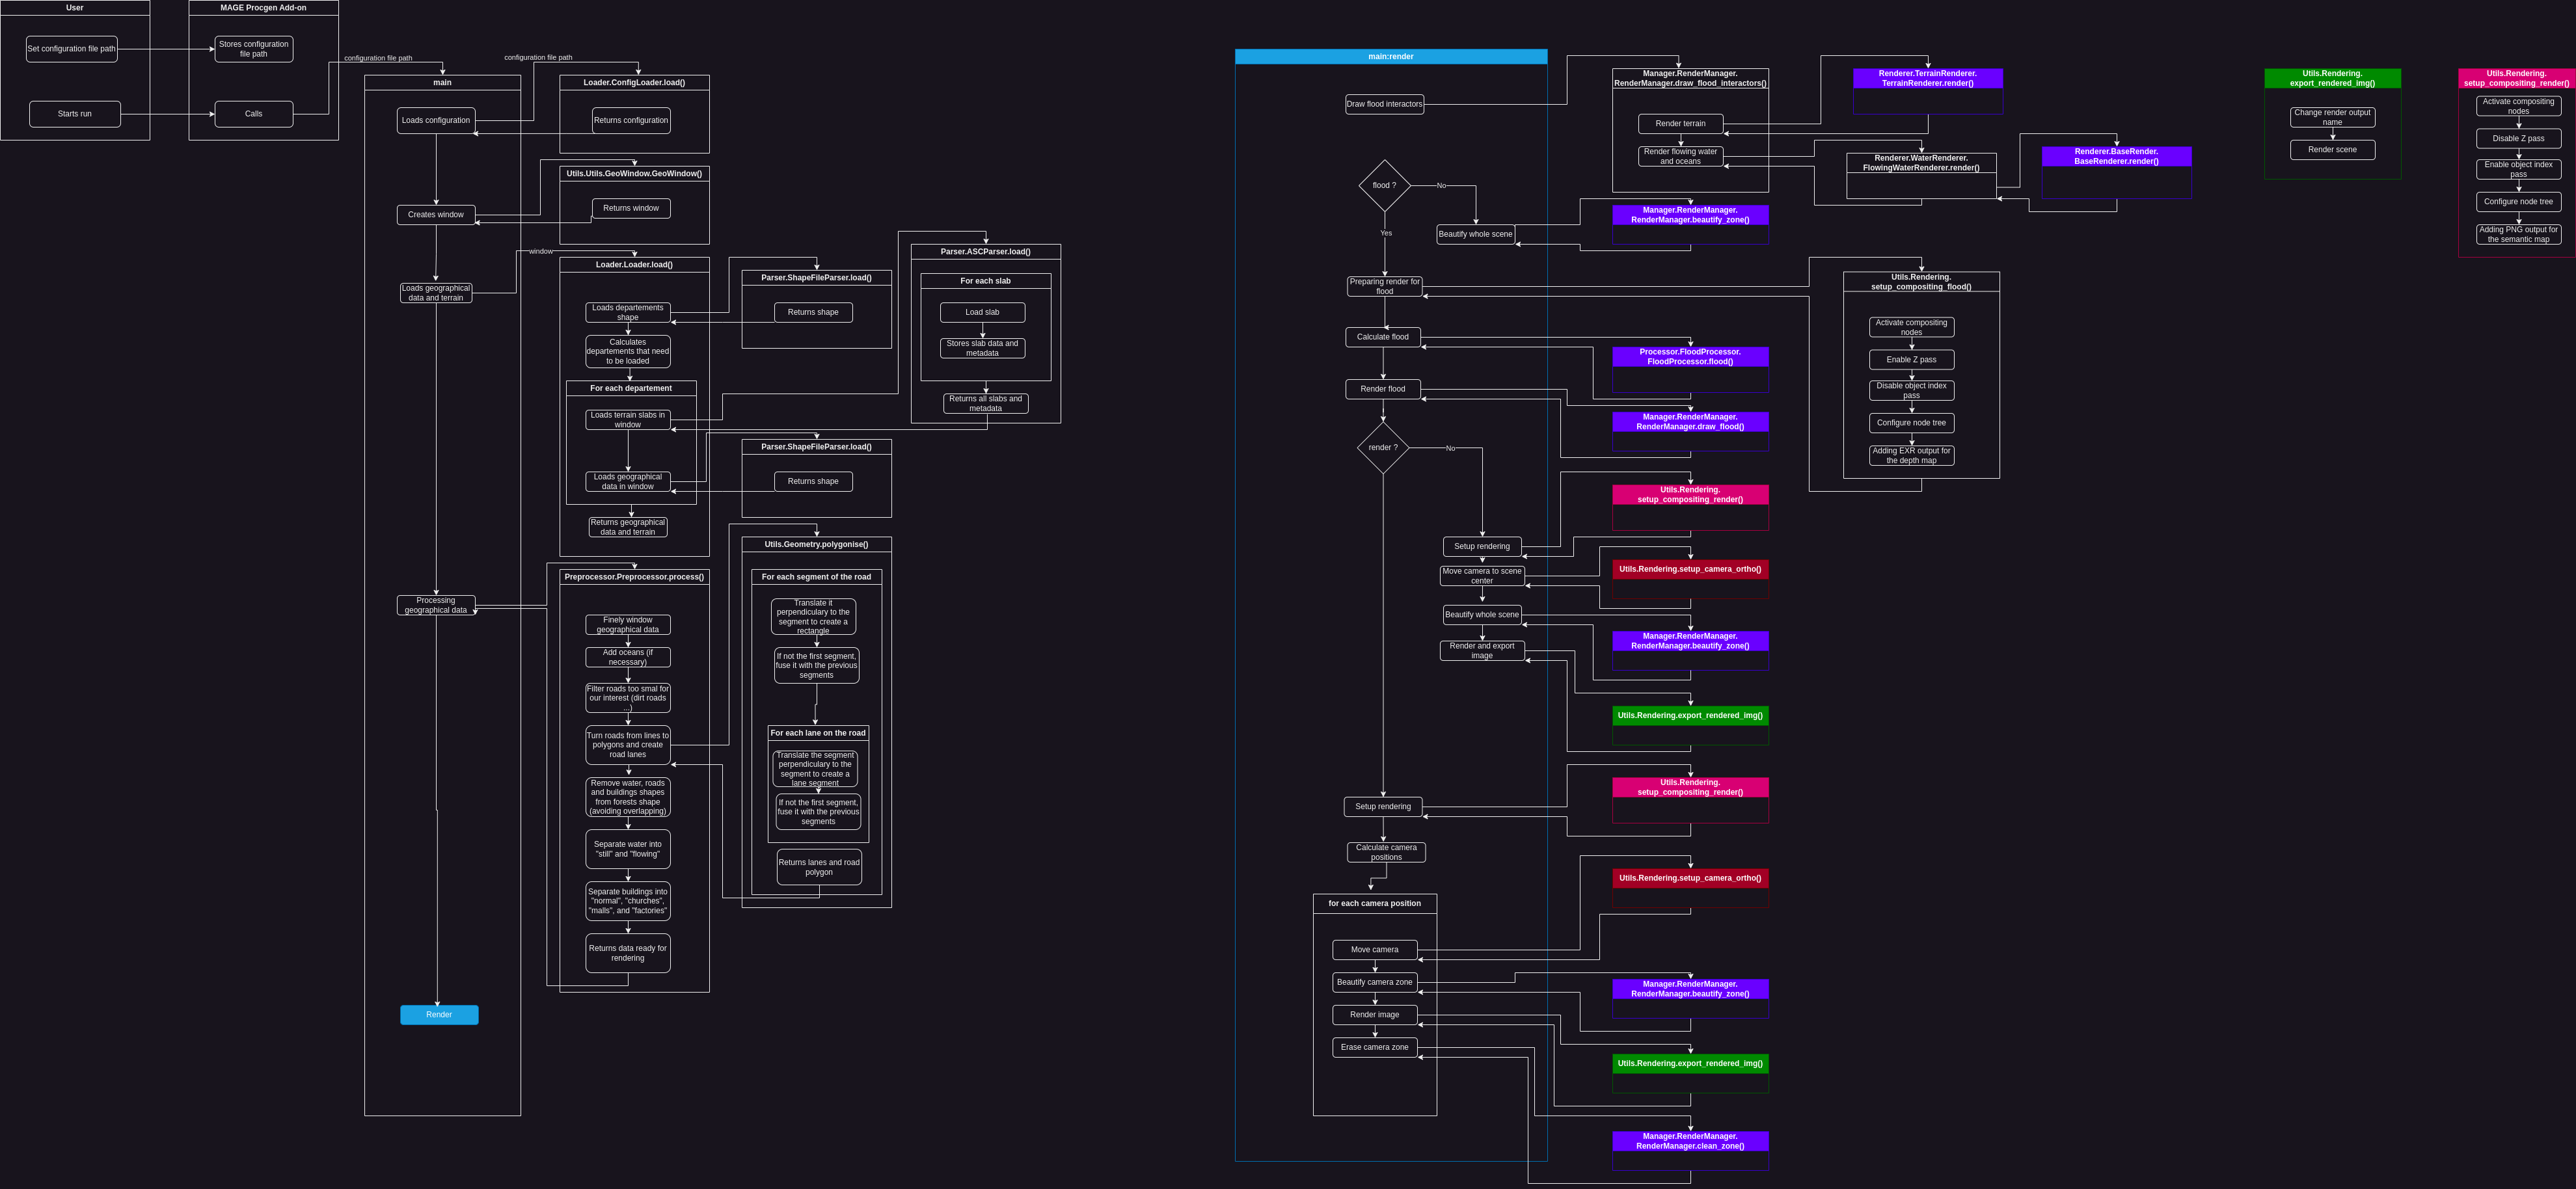 User
Set configuration file path
Starts run
MAGE Procgen Add-on
Stores configuration
file path
Calls
configuration file path
main
Loads configuration
Creates window
Loads geographical
data and terrain
Processing
geographical data
Render
configuration file path
Loader.ConfigLoader.load()
Returns configuration
Utils.Utils.GeoWindow.GeoWindow()
Returns window
window
Loader.Loader.load()
Loads departements
shape
Calculates
departements that need
to be loaded
For each departement
Loads terrain slabs in
window
Loads geographical
data in window
Returns geographical
data and terrain
Parser.ShapeFileParser.load()
Returns shape
Parser.ASCParser.load()
For each slab
Load slab
Stores slab data and
metadata
Returns all slabs and
metadata
Parser.ShapeFileParser.load()
Returns shape
Preprocessor.Preprocessor.process()
Finely window
geographical data
Add oceans (if
necessary)
Filter roads too smal for
our interest (dirt roads
...)
Turn roads from lines to
polygons and create
road lanes
Remove water, roads
and buildings shapes
from forests shape
(avoiding overlapping)
Separate water into
"still" and "flowing"
Separate buildings into
"normal", "churches",
"malls", and "factories"
Returns data ready for
rendering
Utils.Geometry.polygonise()
For each segment of the road
Translate it
perpendiculary to the
segment to create a
rectangle
If not the first segment,
fuse it with the previous
segments
For each lane on the road
Translate the segment
perpendiculary to the
segment to create a
lane segment
If not the first segment,
fuse it with the previous
segments
Returns lanes and road
polygon
main:render
Draw flood interactors
flood ?
No
Yes
Beautify whole scene
Preparing render for
flood
Calculate flood
Render flood
render ?
No
Setup rendering
Move camera to scene
center
Beautify whole scene
Render and export
image
Setup rendering
Calculate camera
positions
for each camera position
Move camera
Beautify camera zone
Render image
Erase camera zone
Manager.RenderManager.
RenderManager.draw_flood_interactors()
Render terrain
Render flowing water
and oceans
Manager.RenderManager.
RenderManager.beautify_zone()
Processor.FloodProcessor.
FloodProcessor.flood()
Manager.RenderManager.
RenderManager.draw_flood()
Utils.Rendering.
setup_compositing_render()
Utils.Rendering.setup_camera_ortho()
Manager.RenderManager.
RenderManager.beautify_zone()
Utils.Rendering.export_rendered_img()
Utils.Rendering.
setup_compositing_render()
Utils.Rendering.setup_camera_ortho()
Manager.RenderManager.
RenderManager.beautify_zone()
Utils.Rendering.export_rendered_img()
Manager.RenderManager.
RenderManager.clean_zone()
Renderer.TerrainRenderer.
TerrainRenderer.render()
Renderer.WaterRenderer.
FlowingWaterRenderer.render()
Renderer.BaseRender.
BaseRenderer.render()
Utils.Rendering.
setup_compositing_flood()
Activate compositing
nodes
Enable Z pass
Disable object index
pass
Configure node tree
Adding EXR output for
the depth map
Utils.Rendering.
export_rendered_img()
Change render output
name
Render scene
Utils.Rendering.
setup_compositing_render()
Activate compositing
nodes
Disable Z pass
Enable object index
pass
Configure node tree
Adding PNG output for
the semantic map